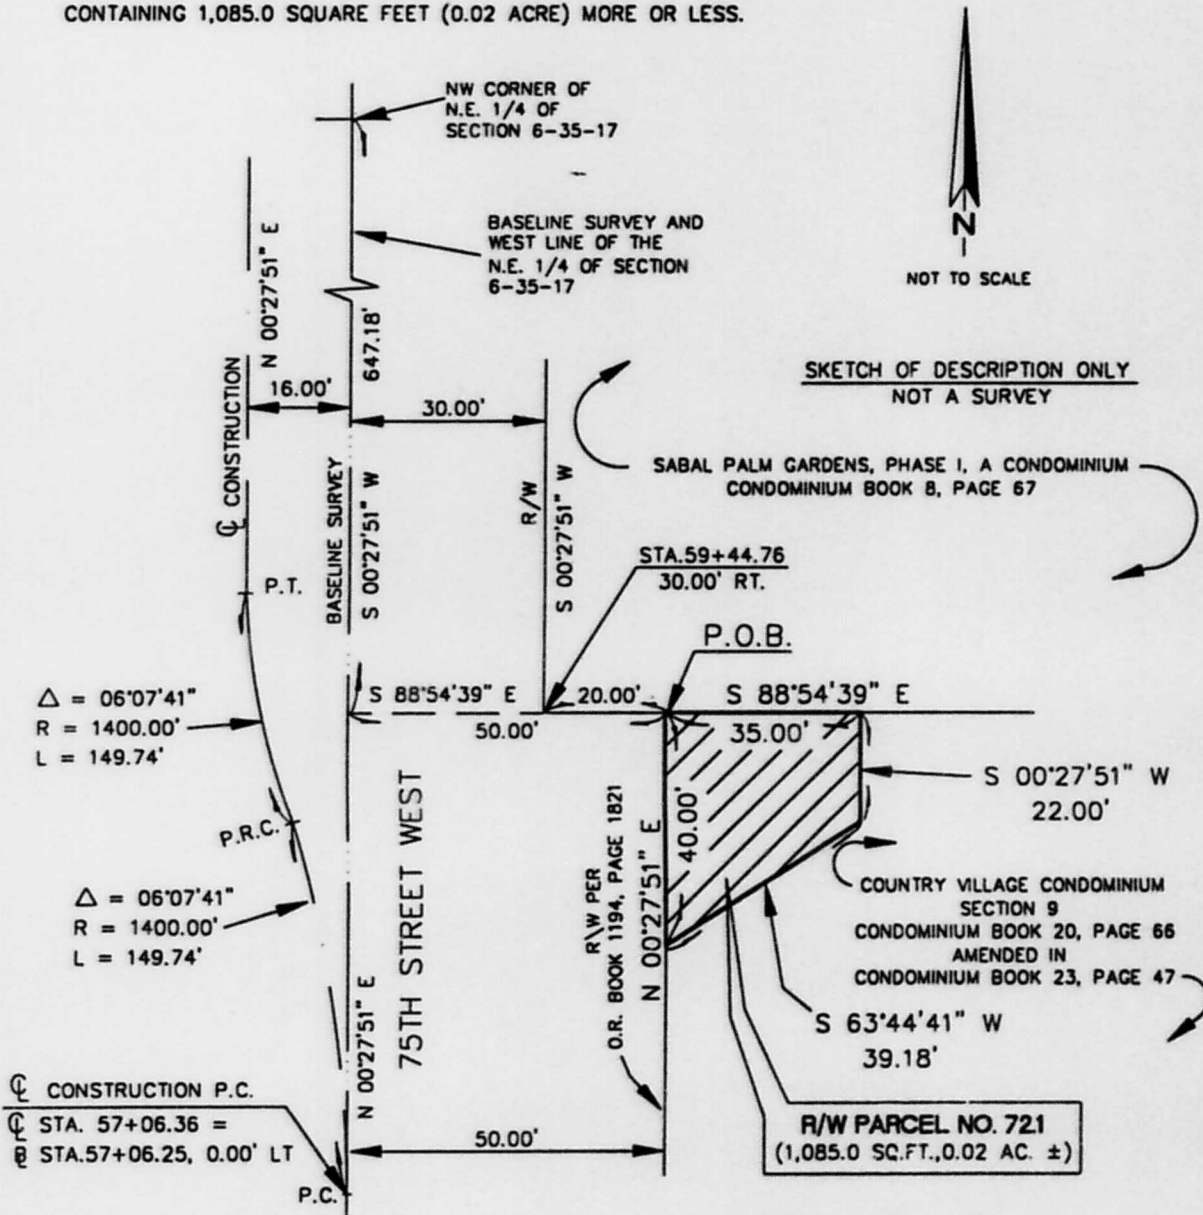 CONTAINING 1,085.0 SQUARE FEET (0.02 ACRE) MORE OR LESS.
NW CORNER OF
N.E. 1/4 OF
SECTION 6-35-17
BASELINE SURVEY AND
WEST LINE OF THE
N.E. 1/4 OF SECTION
6-35-17
N
NOT TO SCALE
N 00°27'51" E
647.18'
16.00'
30.00'
SKETCH OF DESCRIPTION ONLY
NOT A SURVEY
℄ CONSTRUCTION
BASELINE SURVEY
S 00°27'51" W
R/W
S 00°27'51" W
SABAL PALM GARDENS, PHASE I, A CONDOMINIUM
CONDOMINIUM BOOK 8, PAGE 67
STA.59+44.76
30.00' RT.
P.T.
P.O.B.
Δ = 06°07'41"
R = 1400.00'
L = 149.74'
S 88°54'39" E
20.00'
S 88°54'39" E
50.00'
35.00'
S 00°27'51" W
22.00'
P.R.C.
Δ = 06°07'41"
R = 1400.00'
L = 149.74'
75TH STREET WEST
N 00°27'51" E
R\W PER
O.R. BOOK 1194, PAGE 1821
N 00°27'51" E
40.00'
COUNTRY VILLAGE CONDOMINIUM
SECTION 9
CONDOMINIUM BOOK 20, PAGE 66
AMENDED IN
CONDOMINIUM BOOK 23, PAGE 47
S 63°44'41" W
39.18'
℄ CONSTRUCTION P.C.
℄ STA. 57+06.36 =
B STA.57+06.25, 0.00' LT
P.C.
50.00'
R/W PARCEL NO. 721
(1,085.0 SQ.FT.,0.02 AC. ±)